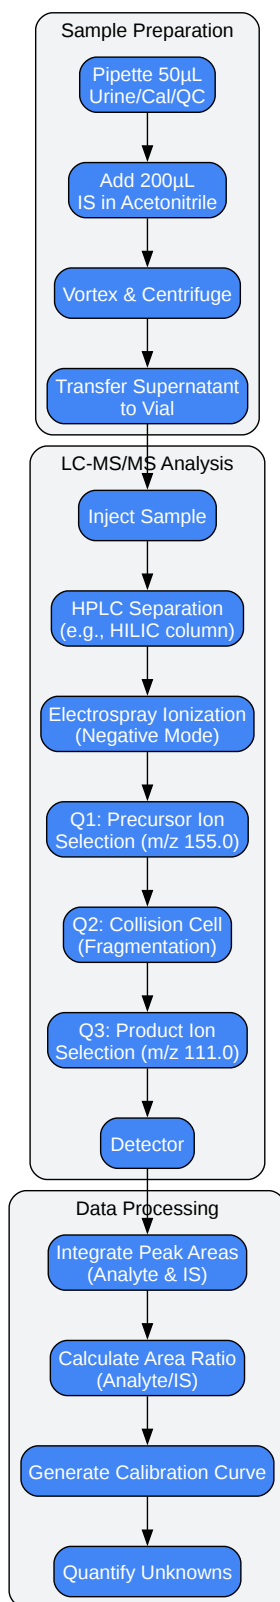 Sample Preparation
Pipette 50µL
Urine/Cal/QC
Add 200µL
IS in Acetonitrile
Vortex & Centrifuge
Transfer Supernatant
to Vial
LC-MS/MS Analysis
Inject Sample
HPLC Separation
(e.g., HILIC column)
Electrospray Ionization
(Negative Mode)
Q1: Precursor Ion
Selection (m/z 155.0)
Q2: Collision Cell
(Fragmentation)
Q3: Product Ion
Selection (m/z 111.0)
Detector
Data Processing
Integrate Peak Areas
(Analyte & IS)
Calculate Area Ratio
(Analyte/IS)
Generate Calibration Curve
Quantify Unknowns